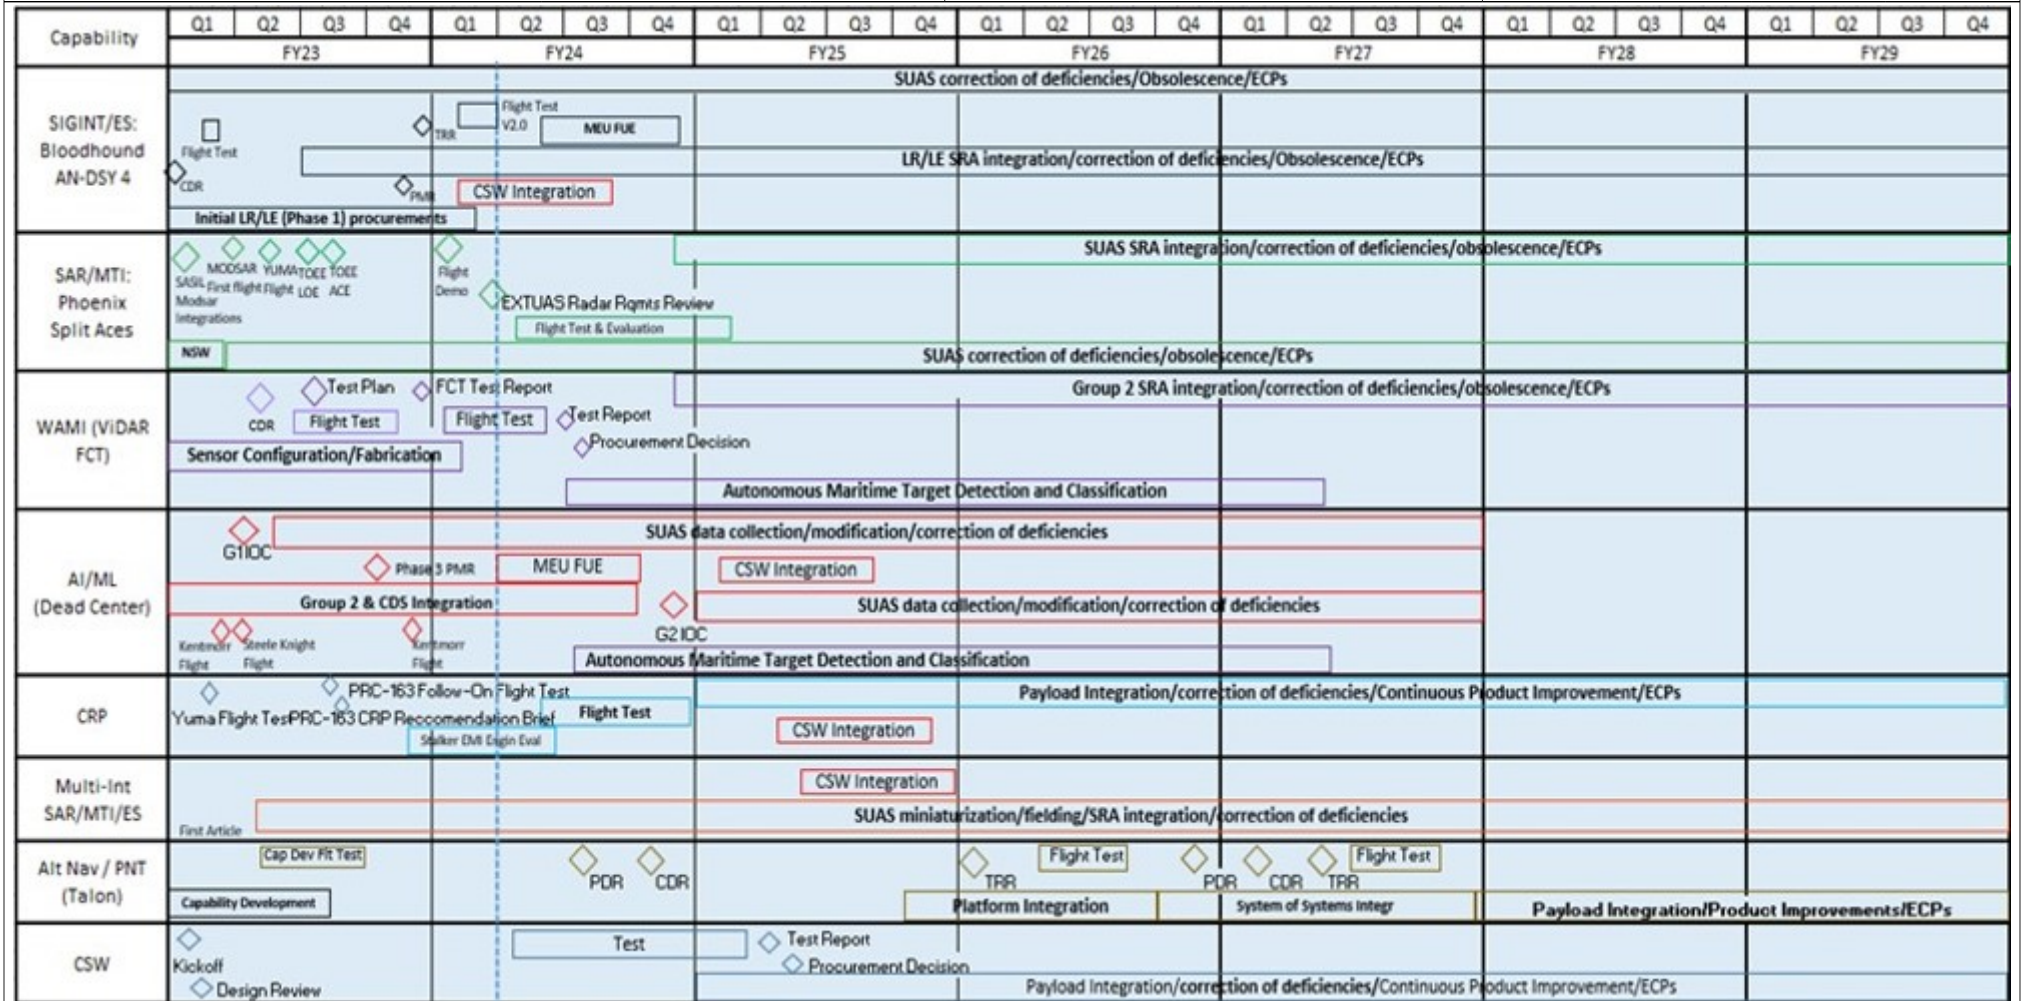 Capability
Q1 Q2 Q3 Q4 Q1 Q2 Q3 Q4 Q1 Q2 Q3 Q4 Q1 Q2 Q3 Q4 Q1 Q2 Q3 Q4 Q1 Q2 Q3 Q4 Q1 Q2 Q3 Q4
FY23 FY24 FY25 FY26 FY27 FY28 FY29
SIGINT/ES:
Bloodhound
AN-DSY 4
SUAS correction of deficiencies/Obsolescence/ECPs
Flight Test
TRR
Flight Test
V2.0
MEU FUE
CDR
LR/LE SRA integration/correction of deficiencies/Obsolescence/ECPs
PMR
CSW Integration
Initial LR/LE (Phase 1) procurements
SAR/MTI:
Phoenix
Split Aces
SASIL
Modsar
Integrations
MODSAR
First flight
YUMA
Flight
TOEE
LOE
TOEE
ACE
Flight
Demo
SUAS SRA integration/correction of deficiencies/obsolescence/ECPs
EXTUAS Radar Rqmts Review
Flight Test & Evaluation
NSW
SUAS correction of deficiencies/obsolescence/ECPs
WAMI (ViDAR
FCT)
CDR
Test Plan
FCT Test Report
Group 2 SRA integration/correction of deficiencies/obsolescence/ECPs
Flight Test
Flight Test
Test Report
Procurement Decision
Sensor Configuration/Fabrication
Autonomous Maritime Target Detection and Classification
AI/ML
(Dead Center)
G1IOC
SUAS data collection/modification/correction of deficiencies
Phase 3 PMR
MEU FUE
CSW Integration
Group 2 & CDS Integration
G2 IOC
SUAS data collection/modification/correction of deficiencies
Kentmorr
Flight
Steele Knight
Flight
Kentmorr
Flight
Autonomous Maritime Target Detection and Classification
CRP
PRC-163 Follow-On Flight Test
Payload Integration/correction of deficiencies/Continuous Product Improvement/ECPs
Yuma Flight Test
PRC-163 CRP Reccomendation Brief
Flight Test
CSW Integration
Stalker EMI Engin Eval
Multi-Int
SAR/MTI/ES
CSW Integration
First Article
SUAS miniaturization/fielding/SRA integration/correction of deficiencies
Alt Nav / PNT
(Talon)
Cap Dev Flt Test
PDR
CDR
TRR
Flight Test
PDR
CDR
TRR
Flight Test
Capability Development
Platform Integration
System of Systems Integr
Payload Integration/Product Improvements/ECPs
CSW
Kickoff
Design Review
Test
Test Report
Procurement Decision
Payload Integration/correction of deficiencies/Continuous Product Improvement/ECPs